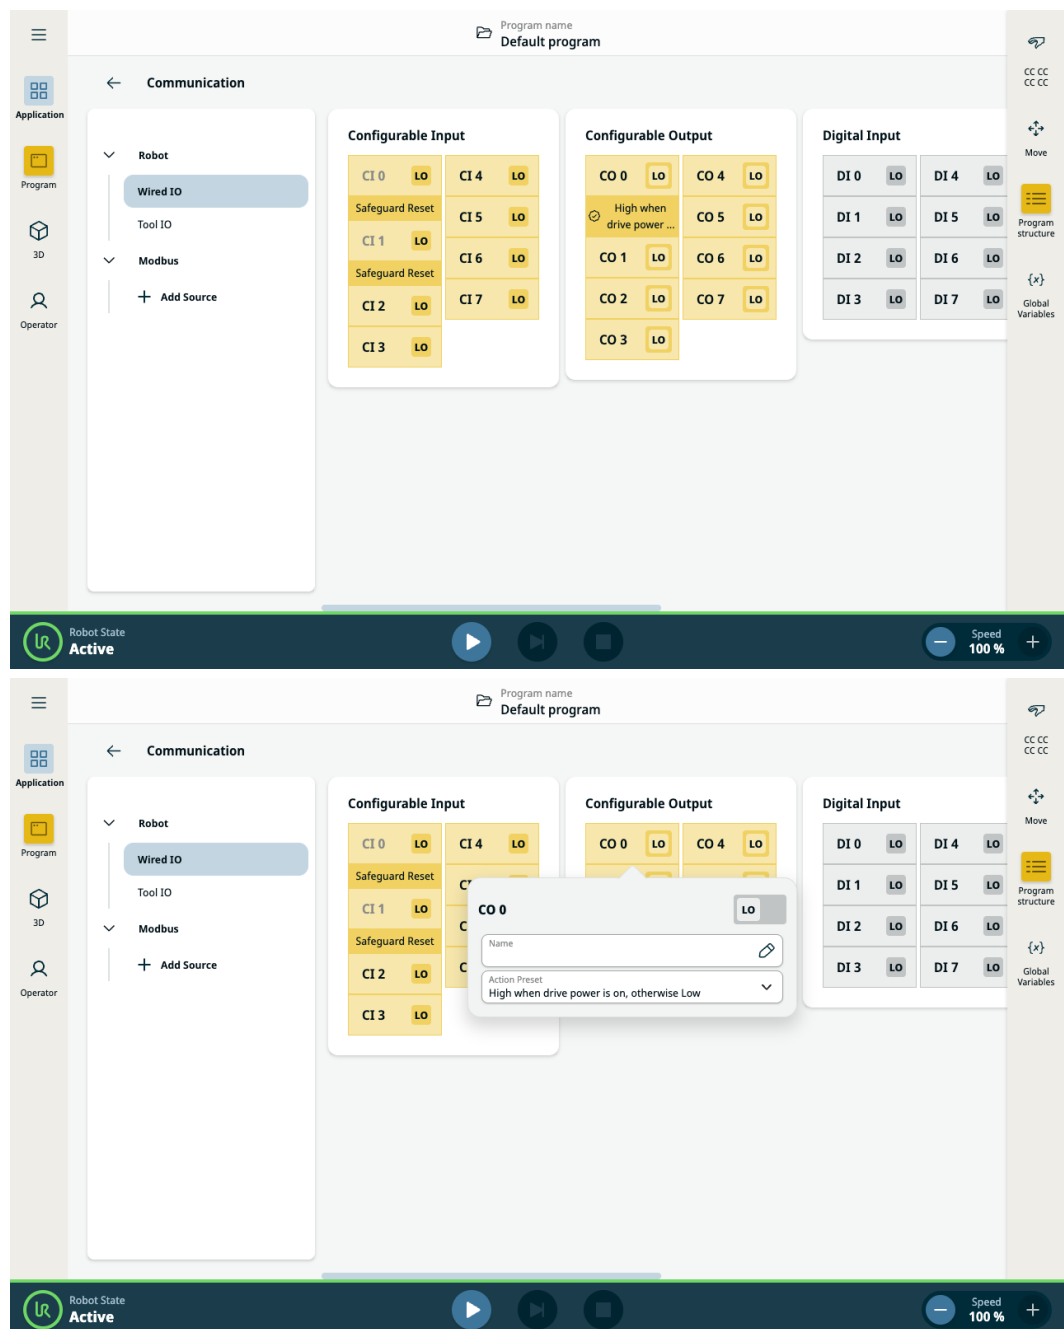 Program name
Default program
Application
Program
3D
Operator
Communication
Robot
Wired IO
Tool IO
Modbus
Add Source
Configurable Input
CI 0 LO CI 4 LO
Safeguard Reset
CI 5 LO
CI 1 LO
Safeguard Reset
CI 6 LO
CI 2 LO
CI 7 LO
CI 3 LO
Configurable Output
CO 0 LO CO 4 LO
High when
drive power ...
CO 5 LO
CO 1 LO CO 6 LO
CO 2 LO CO 7 LO
CO 3 LO
Digital Input
DI 0 LO DI 4 LO
DI 1 LO DI 5 LO
DI 2 LO DI 6 LO
DI 3 LO DI 7 LO
CC CC
CC CC
Move
Program
structure
{x}
Global
Variables
UR
Robot State
Active
Speed
100 %
Program name
Default program
Application
Program
3D
Operator
Communication
Robot
Wired IO
Tool IO
Modbus
Add Source
Configurable Input
CI 0 LO CI 4 LO
Safeguard Reset
CI 1 LO
Safeguard Reset
CI 2 LO
CI 3 LO
Configurable Output
CO 0 LO CO 4 LO
CO 0 LO
Name
Action Preset
High when drive power is on, otherwise Low
Digital Input
DI 0 LO DI 4 LO
DI 1 LO DI 5 LO
DI 2 LO DI 6 LO
DI 3 LO DI 7 LO
CC CC
CC CC
Move
Program
structure
{x}
Global
Variables
UR
Robot State
Active
Speed
100 %